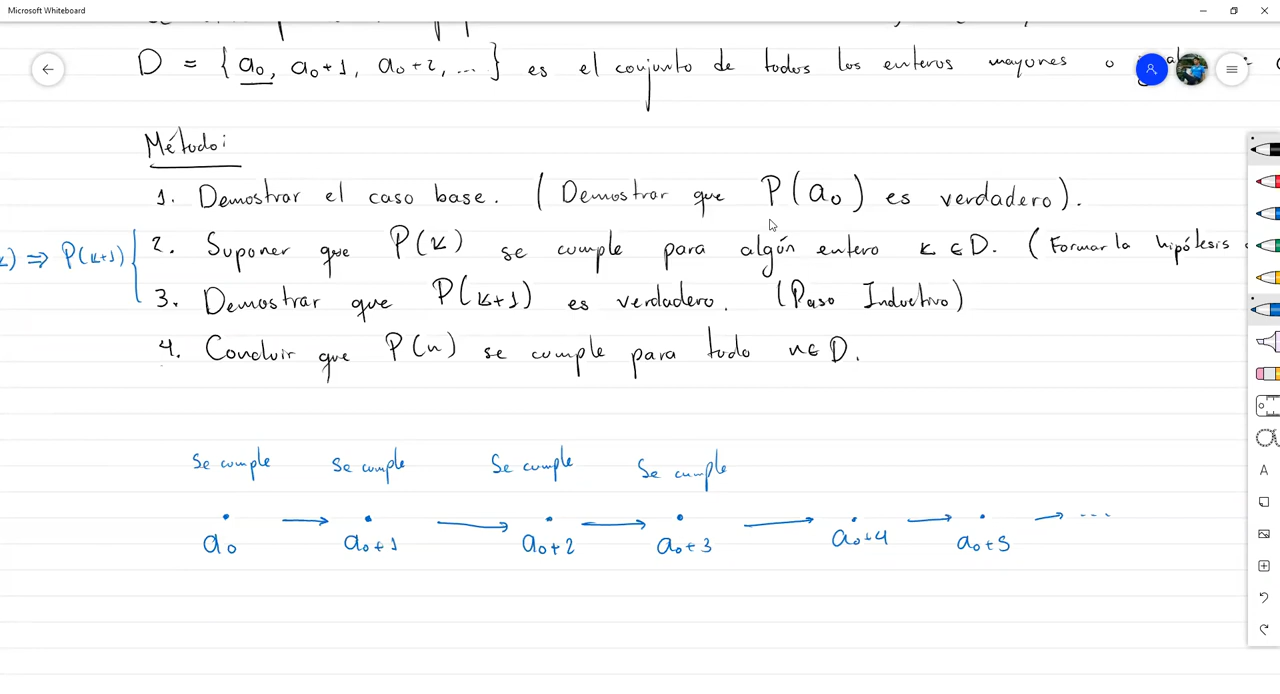 Microsoft Whiteboard
D = { a₀, a₀+1, a₀+2, ... } es el conjunto de todos los enteros mayores o
Método:
1. Demostrar el caso base. ( Demostrar que P(a₀) es verdadero ).
2. Suponer que P(k) se cumple para algún entero k ∈ D. ( Formar la hipótesis
) ⇒ P(k+1)
3. Demostrar que P(k+1) es verdadero. (Paso Inductivo)
4. Concluir que P(n) se cumple para todo n ∈ D.
Se cumple Se cumple Se cumple Se cumple
a₀ → a₀+1 → a₀+2 → a₀+3 → a₀+4 → a₀+5 → ...
A